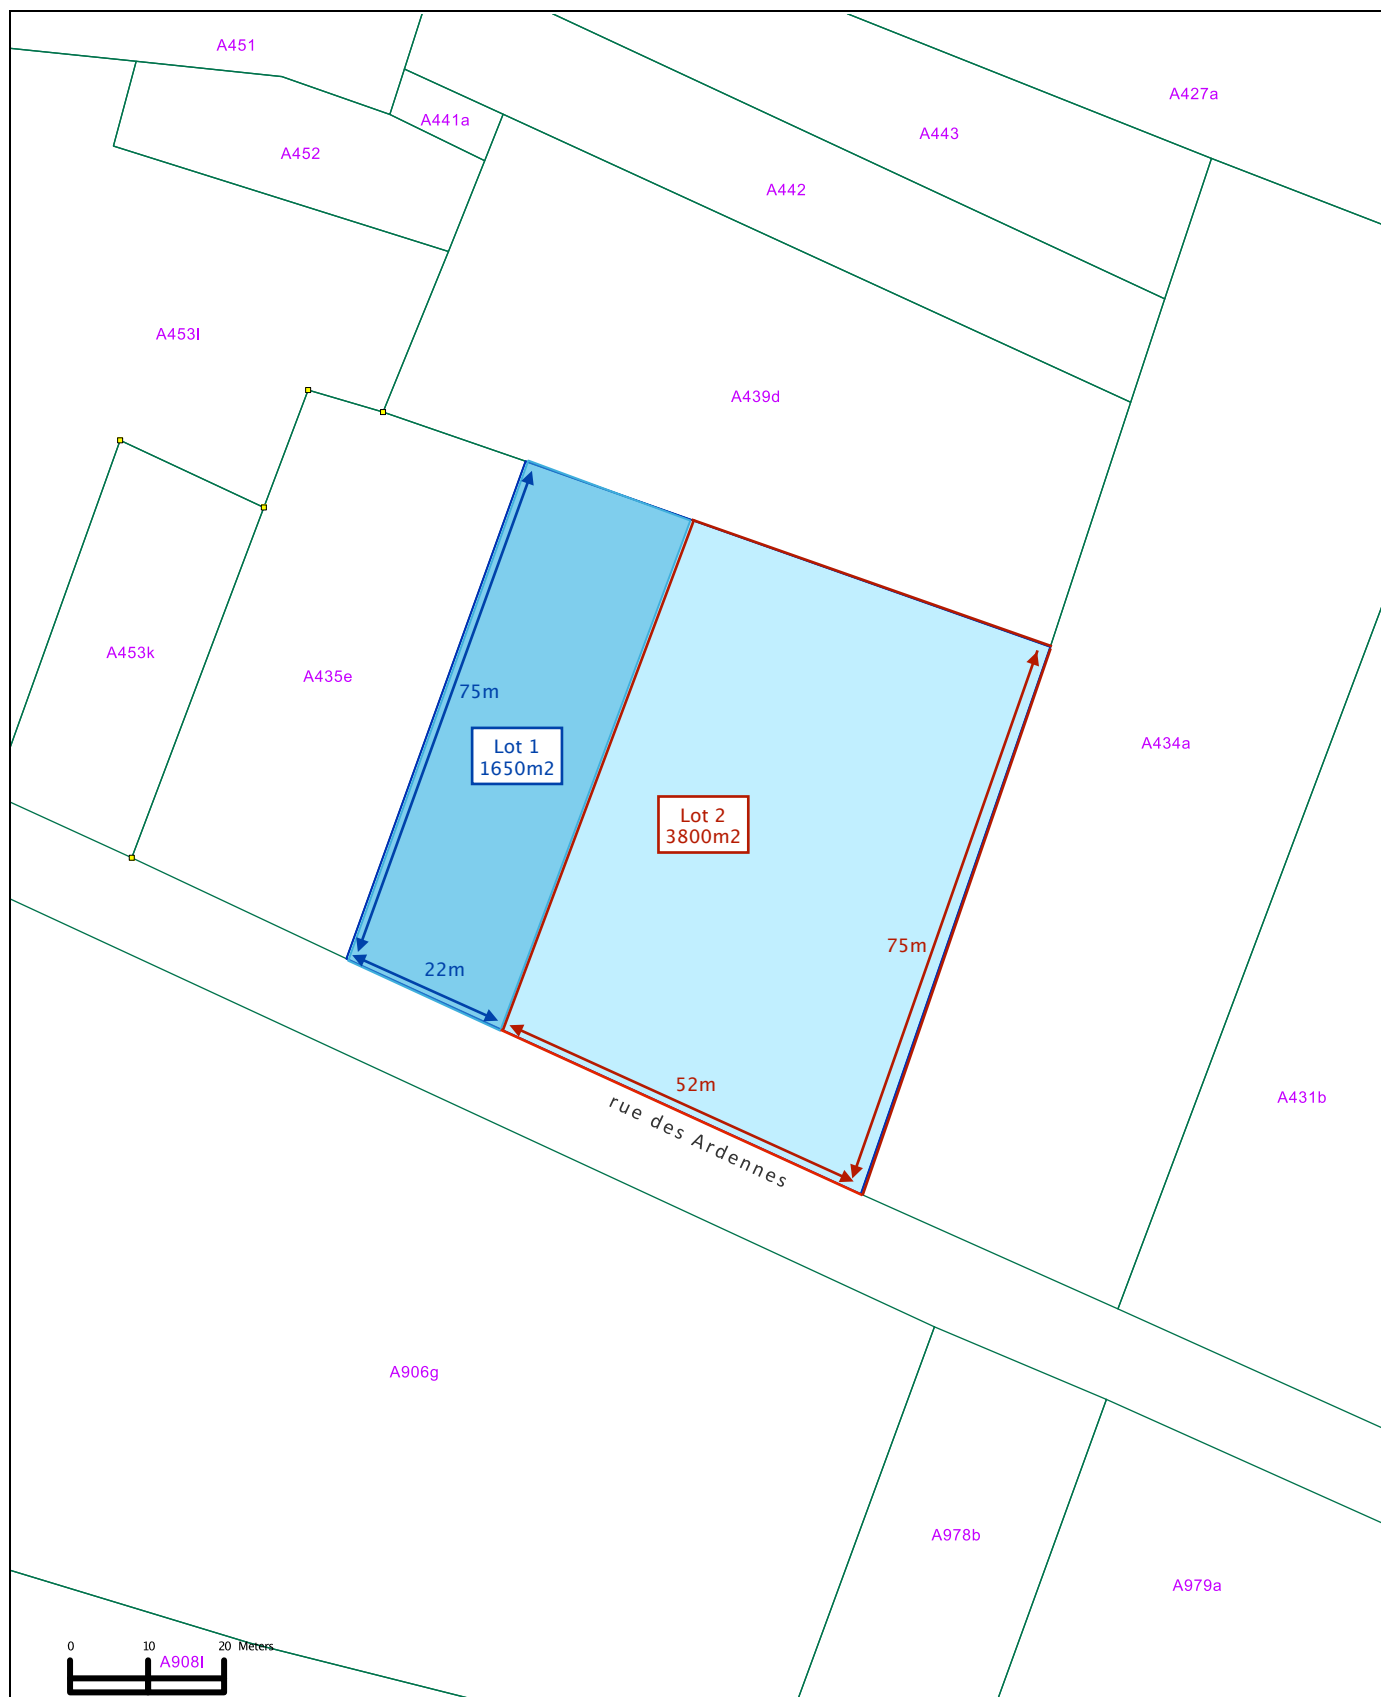 A451
A427a
A441a
A443
A452
A442
A453l
A439d
A453k
A435e
75m
Lot 1
1650m2
A434a
Lot 2
3800m2
75m
22m
52m
rue des Ardennes
A431b
A906g
A978b
A979a
0 10 20 Meters
A908l